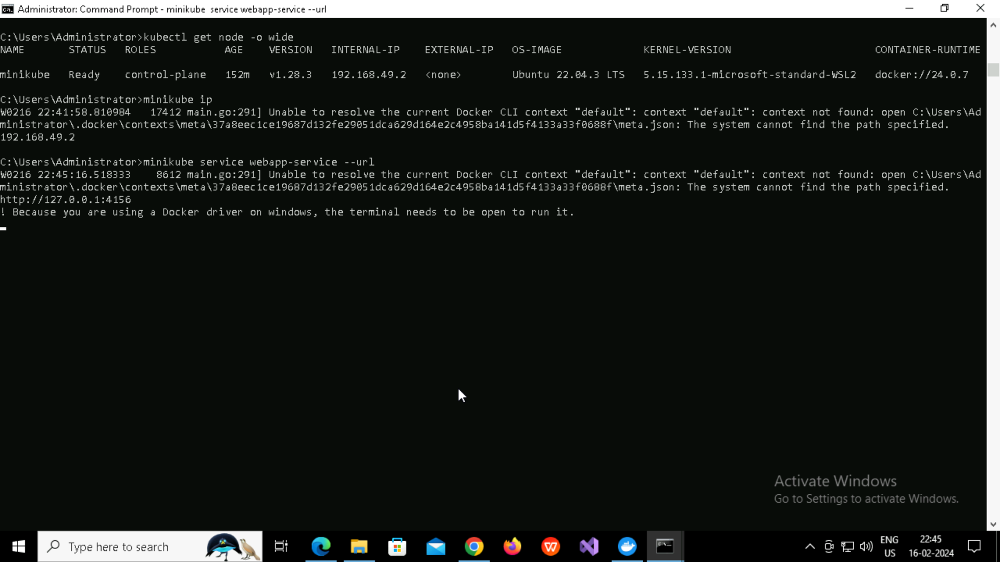 Administrator: Command Prompt - minikube  service webapp-service --url
C:\Users\Administrator>kubectl get node -o wide
NAME       STATUS   ROLES           AGE    VERSION   INTERNAL-IP    EXTERNAL-IP   OS-IMAGE             KERNEL-VERSION                       CONTAINER-RUNTIME
minikube   Ready    control-plane   152m   v1.28.3   192.168.49.2   <none>        Ubuntu 22.04.3 LTS   5.15.133.1-microsoft-standard-WSL2   docker://24.0.7
C:\Users\Administrator>minikube ip
W0216 22:41:58.810984   17412 main.go:291] Unable to resolve the current Docker CLI context "default": context "default": context not found: open C:\Users\Ad
ministrator\.docker\contexts\meta\37a8eec1ce19687d132fe29051dca629d164e2c4958ba141d5f4133a33f0688f\meta.json: The system cannot find the path specified.
192.168.49.2
C:\Users\Administrator>minikube service webapp-service --url
W0216 22:45:16.518333    8612 main.go:291] Unable to resolve the current Docker CLI context "default": context "default": context not found: open C:\Users\Ad
ministrator\.docker\contexts\meta\37a8eec1ce19687d132fe29051dca629d164e2c4958ba141d5f4133a33f0688f\meta.json: The system cannot find the path specified.
http://127.0.0.1:4156
! Because you are using a Docker driver on windows, the terminal needs to be open to run it.
Activate Windows
Go to Settings to activate Windows.
Type here to search
ENG
US
22:45
16-02-2024